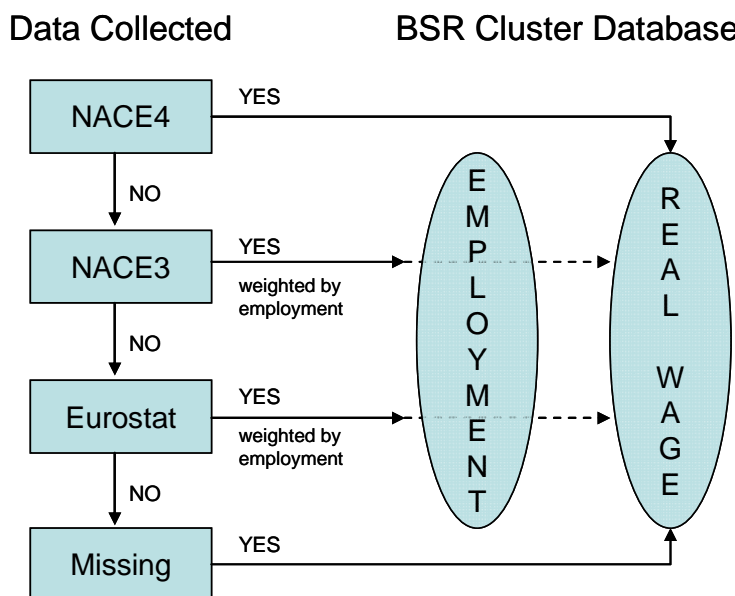 Data Collected
BSR Cluster Database
NACE4
YES
NO
NACE3
YES
weighted by
employment
NO
Eurostat
YES
weighted by
employment
NO
Missing
YES
EMPLOYMENT
REAL WAGE